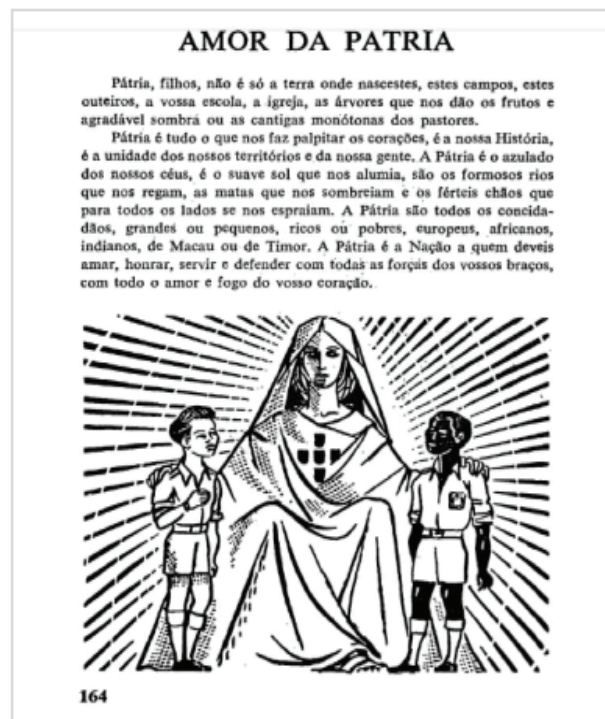 AMOR DA PATRIA
Pátria, filhos, não é só a terra onde nascestes, estes campos, estes
outeiros, a vossa escola, a igreja, as árvores que nos dão os frutos e
agradável sombra ou as cantigas monótonas dos pastores.
Pátria é tudo o que nos faz palpitar os corações, é a nossa História,
é a unidade dos nossos territórios e da nossa gente. A Pátria é o azulado
dos nossos céus, é o suave sol que nos alumia, são os formosos rios
que nos regam, as matas que nos sombreiam e os férteis chãos que
para todos os lados se nos espraiam. A Pátria são todos os concida-
dãos, grandes ou pequenos, ricos ou pobres, europeus, africanos,
indianos, de Macau ou de Timor. A Pátria é a Nação a quem deveis
amar, honrar, servir e defender com todas as forças dos vossos braços,
com todo o amor e fogo do vosso coração.
164